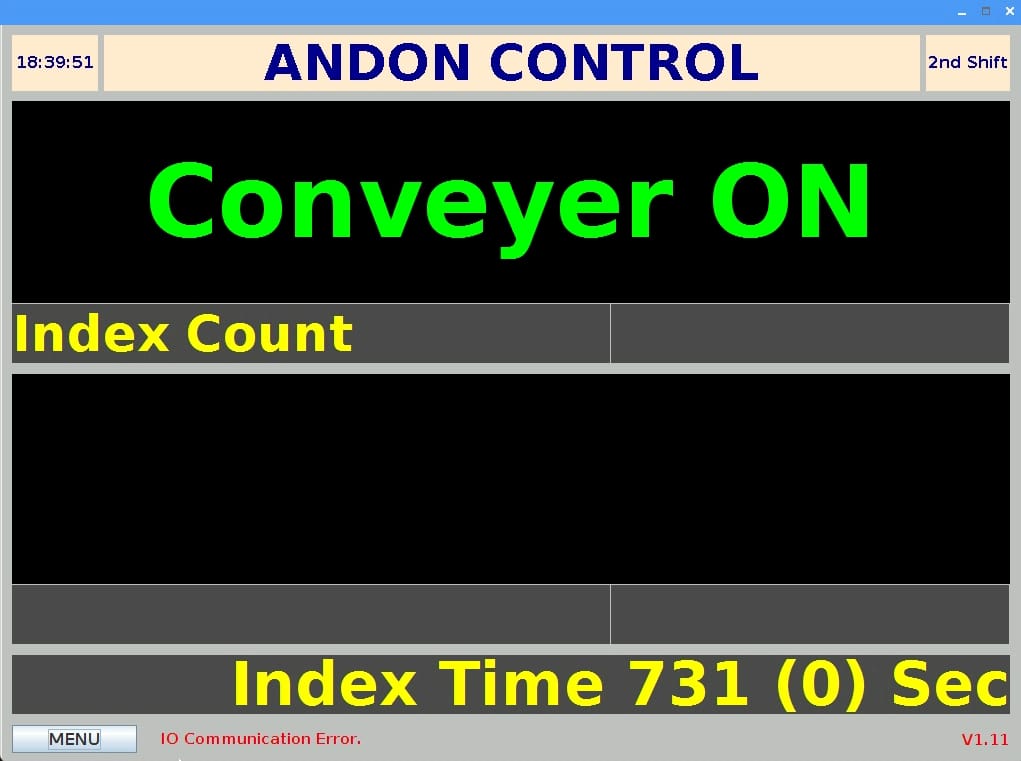 18:39:51
ANDON CONTROL
2nd Shift
Conveyer ON
Index Count
Index Time 731 (0) Sec
MENU
IO Communication Error.
V1.11